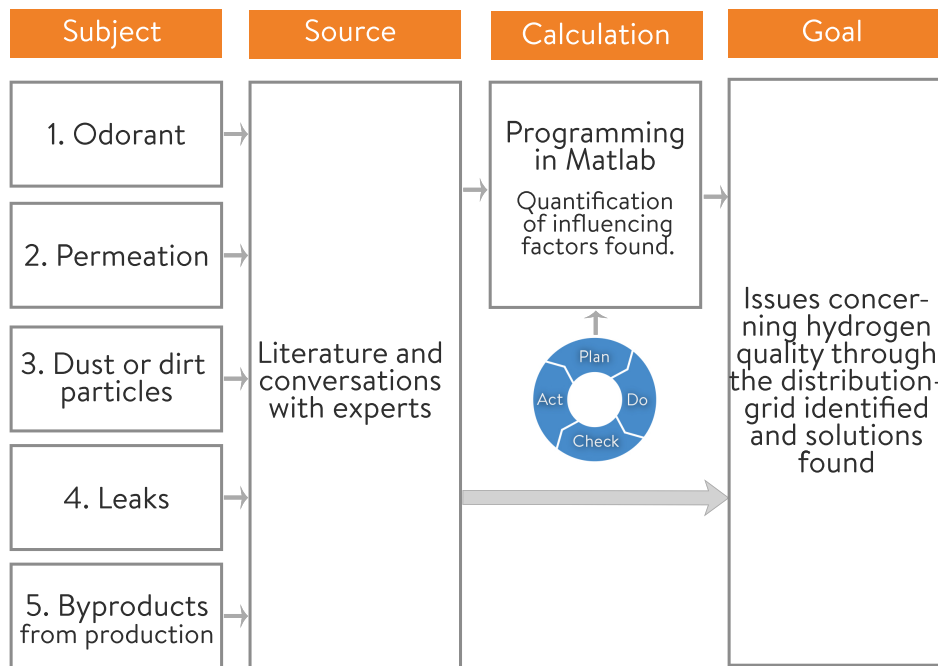 Subject
Source
Calculation
Goal
1. Odorant
2. Permeation
3. Dust or dirt
particles
4. Leaks
5. Byproducts
from production
Literature and
conversations
with experts
Programming
in Matlab
Quantification
of influencing
factors found.
Plan
Do
Check
Act
Issues concer-
ning hydrogen
quality through
the distribution-
grid identified
and solutions
found